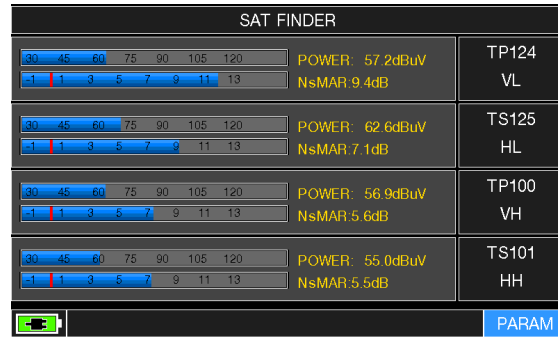 SAT FINDER
30 45 60 75 90 105 120 POWER: 57.2dBuV TP124
-1 1 3 5 7 9 11 13 NsMAR:9.4dB VL
30 45 60 75 90 105 120 POWER: 62.6dBuV TS125
-1 1 3 5 7 9 11 13 NsMAR:7.1dB HL
30 45 60 75 90 105 120 POWER: 56.9dBuV TP100
-1 1 3 5 7 9 11 13 NsMAR:5.6dB VH
30 45 60 75 90 105 120 POWER: 55.0dBuV TS101
-1 1 3 5 7 9 11 13 NsMAR:5.5dB HH
PARAM